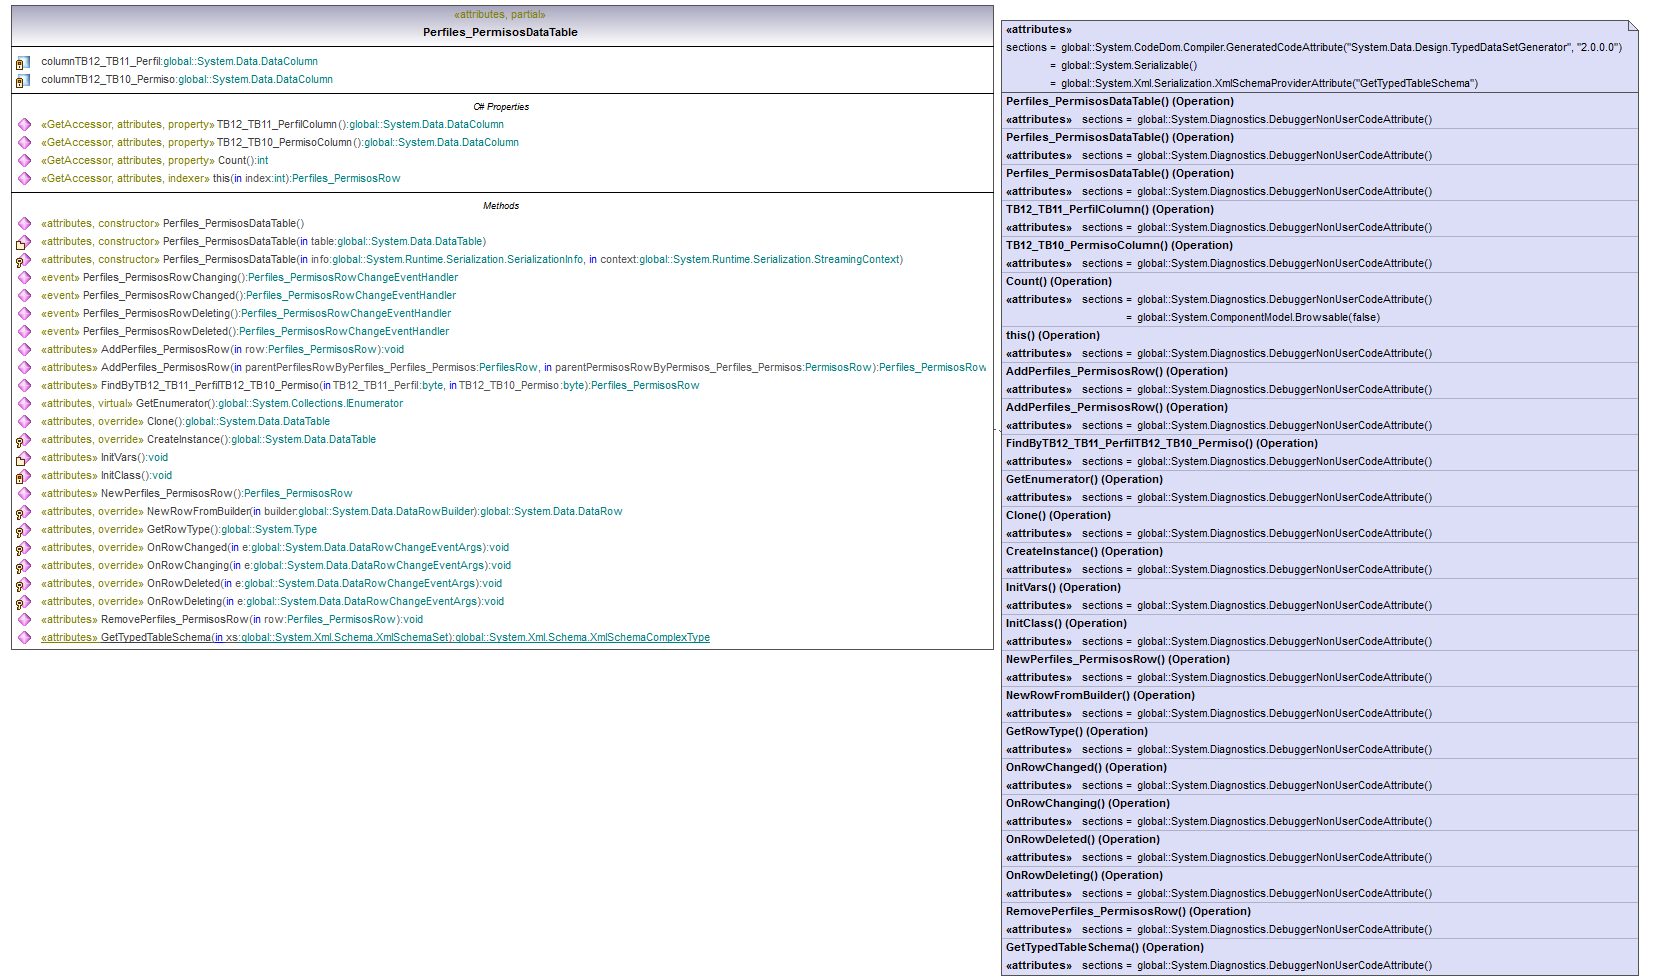 «attributes, partial»
Perfiles_PermisosDataTable
columnTB12_TB11_Perfil:global::System.Data.DataColumn
columnTB12_TB10_Permiso:global::System.Data.DataColumn
C# Properties
«GetAccessor, attributes, property» TB12_TB11_PerfilColumn():global::System.Data.DataColumn
«GetAccessor, attributes, property» TB12_TB10_PermisoColumn():global::System.Data.DataColumn
«GetAccessor, attributes, property» Count():int
«GetAccessor, attributes, indexer» this(in index:int):Perfiles_PermisosRow
Methods
«attributes, constructor» Perfiles_PermisosDataTable()
«attributes, constructor» Perfiles_PermisosDataTable(in table:global::System.Data.DataTable)
«attributes, constructor» Perfiles_PermisosDataTable(in info:global::System.Runtime.Serialization.SerializationInfo, in context:global::System.Runtime.Serialization.StreamingContext)
«event» Perfiles_PermisosRowChanging():Perfiles_PermisosRowChangeEventHandler
«event» Perfiles_PermisosRowChanged():Perfiles_PermisosRowChangeEventHandler
«event» Perfiles_PermisosRowDeleting():Perfiles_PermisosRowChangeEventHandler
«event» Perfiles_PermisosRowDeleted():Perfiles_PermisosRowChangeEventHandler
«attributes» AddPerfiles_PermisosRow(in row:Perfiles_PermisosRow):void
«attributes» AddPerfiles_PermisosRow(in parentPerfilesRowByPerfiles_Perfiles_Permisos:PerfilesRow, in parentPermisosRowByPermisos_Perfiles_Permisos:PermisosRow):Perfiles_PermisosRow
«attributes» FindByTB12_TB11_PerfilTB12_TB10_Permiso(in TB12_TB11_Perfil:byte, in TB12_TB10_Permiso:byte):Perfiles_PermisosRow
«attributes, virtual» GetEnumerator():global::System.Collections.IEnumerator
«attributes, override» Clone():global::System.Data.DataTable
«attributes, override» CreateInstance():global::System.Data.DataTable
«attributes» InitVars():void
«attributes» InitClass():void
«attributes» NewPerfiles_PermisosRow():Perfiles_PermisosRow
«attributes, override» NewRowFromBuilder(in builder:global::System.Data.DataRowBuilder):global::System.Data.DataRow
«attributes, override» GetRowType():global::System.Type
«attributes, override» OnRowChanged(in e:global::System.Data.DataRowChangeEventArgs):void
«attributes, override» OnRowChanging(in e:global::System.Data.DataRowChangeEventArgs):void
«attributes, override» OnRowDeleted(in e:global::System.Data.DataRowChangeEventArgs):void
«attributes, override» OnRowDeleting(in e:global::System.Data.DataRowChangeEventArgs):void
«attributes» RemovePerfiles_PermisosRow(in row:Perfiles_PermisosRow):void
«attributes» GetTypedTableSchema(in xs:global::System.Xml.Schema.XmlSchemaSet):global::System.Xml.Schema.XmlSchemaComplexType
«attributes»
sections = global::System.CodeDom.Compiler.GeneratedCodeAttribute("System.Data.Design.TypedDataSetGenerator", "2.0.0.0")
= global::System.Serializable()
= global::System.Xml.Serialization.XmlSchemaProviderAttribute("GetTypedTableSchema")
Perfiles_PermisosDataTable() (Operation)
«attributes» sections = global::System.Diagnostics.DebuggerNonUserCodeAttribute()
Perfiles_PermisosDataTable() (Operation)
«attributes» sections = global::System.Diagnostics.DebuggerNonUserCodeAttribute()
Perfiles_PermisosDataTable() (Operation)
«attributes» sections = global::System.Diagnostics.DebuggerNonUserCodeAttribute()
TB12_TB11_PerfilColumn() (Operation)
«attributes» sections = global::System.Diagnostics.DebuggerNonUserCodeAttribute()
TB12_TB10_PermisoColumn() (Operation)
«attributes» sections = global::System.Diagnostics.DebuggerNonUserCodeAttribute()
Count() (Operation)
«attributes» sections = global::System.Diagnostics.DebuggerNonUserCodeAttribute()
= global::System.ComponentModel.Browsable(false)
this() (Operation)
«attributes» sections = global::System.Diagnostics.DebuggerNonUserCodeAttribute()
AddPerfiles_PermisosRow() (Operation)
«attributes» sections = global::System.Diagnostics.DebuggerNonUserCodeAttribute()
AddPerfiles_PermisosRow() (Operation)
«attributes» sections = global::System.Diagnostics.DebuggerNonUserCodeAttribute()
FindByTB12_TB11_PerfilTB12_TB10_Permiso() (Operation)
«attributes» sections = global::System.Diagnostics.DebuggerNonUserCodeAttribute()
GetEnumerator() (Operation)
«attributes» sections = global::System.Diagnostics.DebuggerNonUserCodeAttribute()
Clone() (Operation)
«attributes» sections = global::System.Diagnostics.DebuggerNonUserCodeAttribute()
CreateInstance() (Operation)
«attributes» sections = global::System.Diagnostics.DebuggerNonUserCodeAttribute()
InitVars() (Operation)
«attributes» sections = global::System.Diagnostics.DebuggerNonUserCodeAttribute()
InitClass() (Operation)
«attributes» sections = global::System.Diagnostics.DebuggerNonUserCodeAttribute()
NewPerfiles_PermisosRow() (Operation)
«attributes» sections = global::System.Diagnostics.DebuggerNonUserCodeAttribute()
NewRowFromBuilder() (Operation)
«attributes» sections = global::System.Diagnostics.DebuggerNonUserCodeAttribute()
GetRowType() (Operation)
«attributes» sections = global::System.Diagnostics.DebuggerNonUserCodeAttribute()
OnRowChanged() (Operation)
«attributes» sections = global::System.Diagnostics.DebuggerNonUserCodeAttribute()
OnRowChanging() (Operation)
«attributes» sections = global::System.Diagnostics.DebuggerNonUserCodeAttribute()
OnRowDeleted() (Operation)
«attributes» sections = global::System.Diagnostics.DebuggerNonUserCodeAttribute()
OnRowDeleting() (Operation)
«attributes» sections = global::System.Diagnostics.DebuggerNonUserCodeAttribute()
RemovePerfiles_PermisosRow() (Operation)
«attributes» sections = global::System.Diagnostics.DebuggerNonUserCodeAttribute()
GetTypedTableSchema() (Operation)
«attributes» sections = global::System.Diagnostics.DebuggerNonUserCodeAttribute()